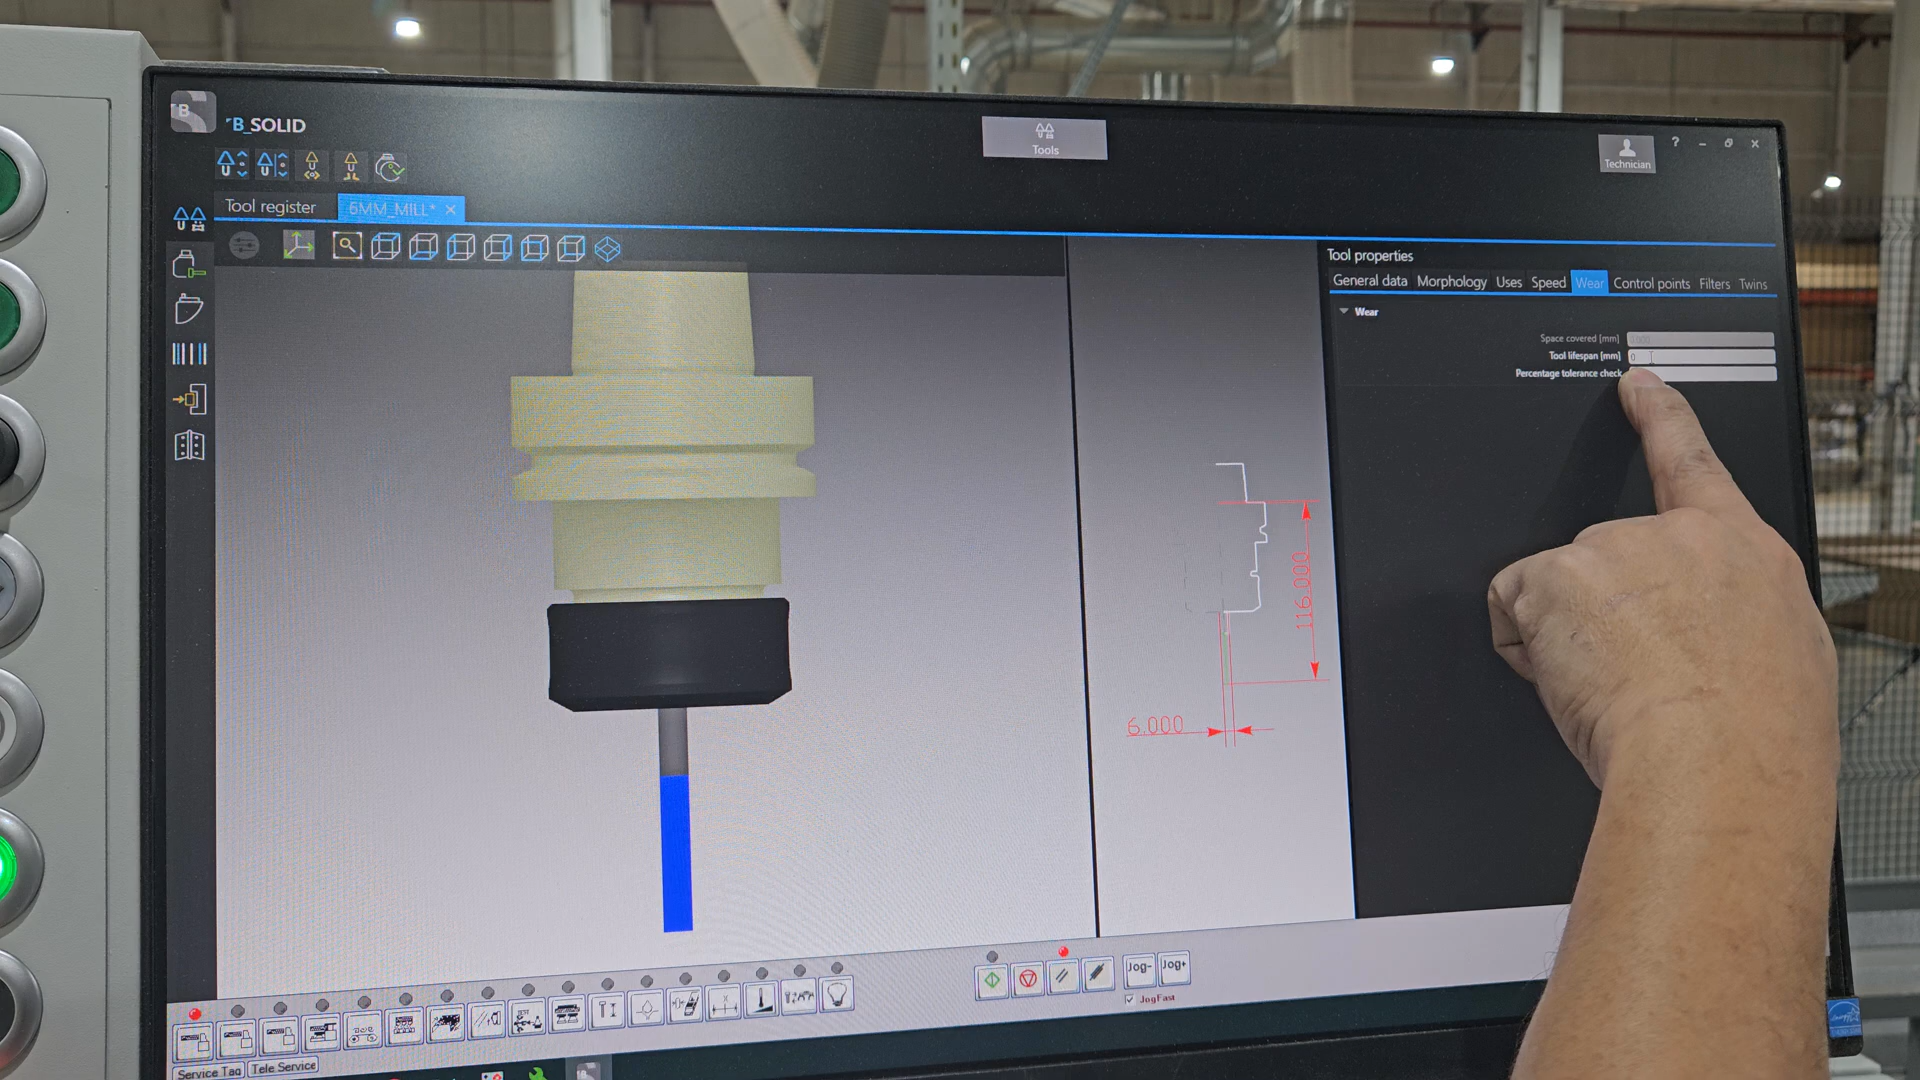 B_SOLID
Tools
Technician
?
Tool register
6MM_MILL*
Tool properties
General data Morphology Uses Speed Wear Control points Filters Twins
Wear
Space covered [mm]
Tool lifespan [mm] 0
Percentage tolerance check
116.000
6.000
Jog- Jog+
JogFast
Service Tag Tele Service